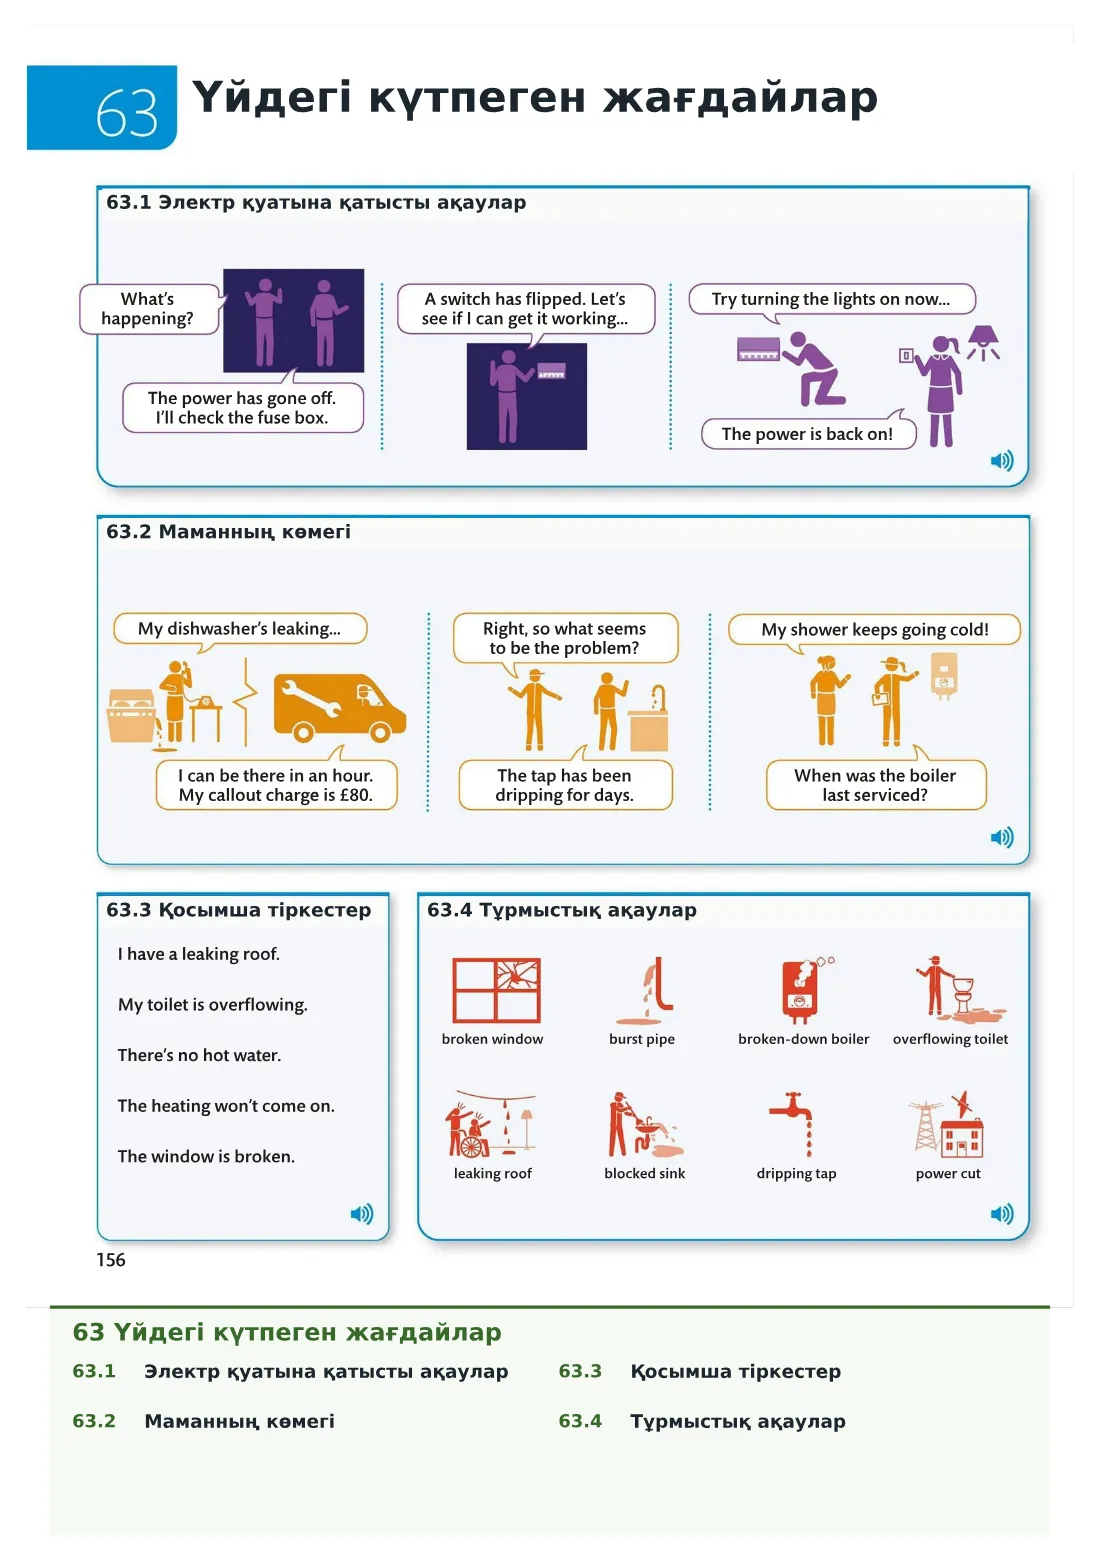 63
Үйдегі күтпеген жағдайлар
63.1 Электр қуатына қатысты ақаулар
What's
happening?
The power has gone off.
I'll check the fuse box.
A switch has flipped. Let's
see if I can get it working...
Try turning the lights on now...
The power is back on!
63.2 Маманның көмегі
My dishwasher's leaking...
I can be there in an hour.
My callout charge is £80.
Right, so what seems
to be the problem?
The tap has been
dripping for days.
My shower keeps going cold!
When was the boiler
last serviced?
63.3 Қосымша тіркестер
I have a leaking roof.
My toilet is overflowing.
There's no hot water.
The heating won't come on.
The window is broken.
63.4 Тұрмыстық ақаулар
broken window
burst pipe
broken-down boiler
overflowing toilet
leaking roof
blocked sink
dripping tap
power cut
156
63 Үйдегі күтпеген жағдайлар
63.1 Электр қуатына қатысты ақаулар
63.2 Маманның көмегі
63.3 Қосымша тіркестер
63.4 Тұрмыстық ақаулар